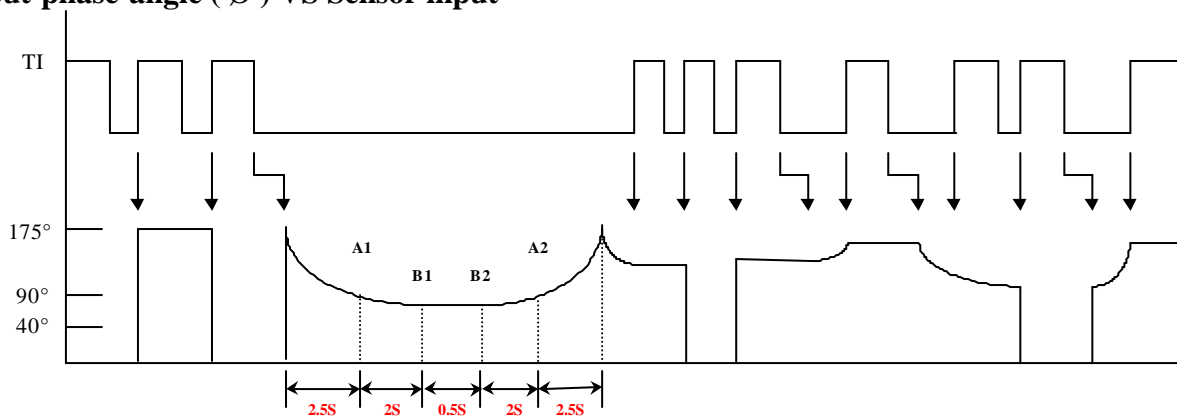 phase angle ( Ø ) VS Sensor input
TI
175°
A1
A2
B1
B2
90°
40°
2.5S
2S
0.5S
2S
2.5S